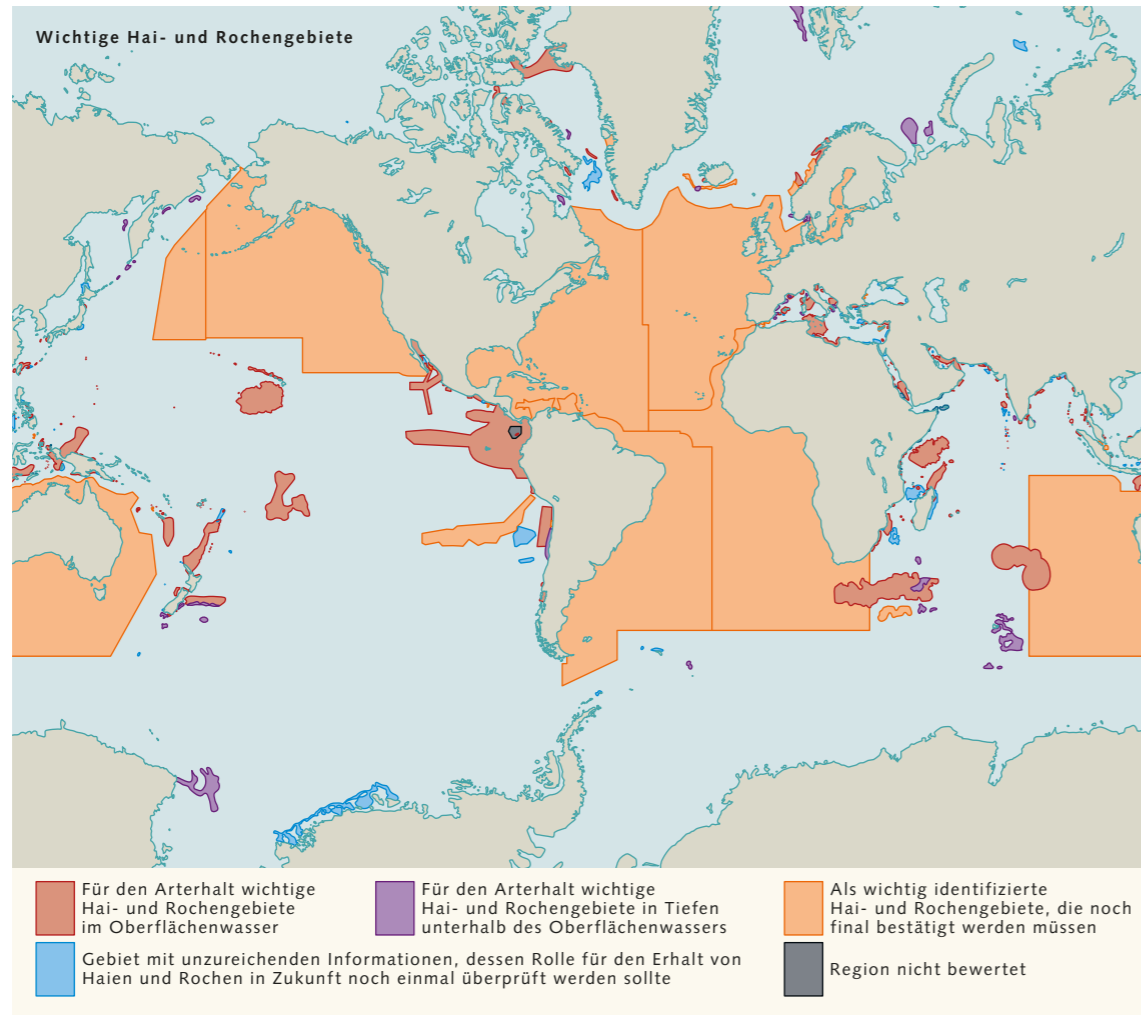 Wichtige Hai- und Rochengebiete
Für den Arterhalt wichtige
Hai- und Rochengebiete
im Oberflächenwasser
Für den Arterhalt wichtige
Hai- und Rochengebiete in Tiefen
unterhalb des Oberflächenwassers
Als wichtig identifizierte
Hai- und Rochengebiete, die noch
final bestätigt werden müssen
Gebiet mit unzureichenden Informationen, dessen Rolle für den Erhalt von
Haien und Rochen in Zukunft noch einmal überprüft werden sollte
Region nicht bewertet